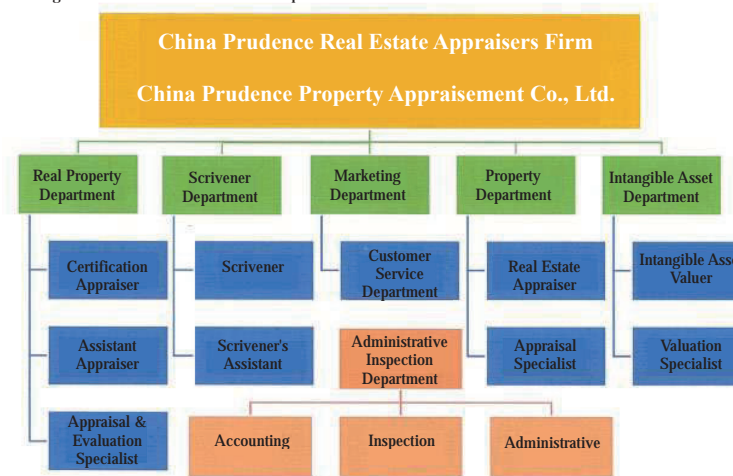 China Prudence Real Estate Appraisers Firm
China Prudence Property Appraisement Co., Ltd.
Real Property
Department
Scrivener
Department
Marketing
Department
Property
Department
Intangible Asset
Department
Certification
Appraiser
Scrivener
Customer
Service
Department
Real Estate
Appraiser
Intangible Asse
Valuer
Assistant
Appraiser
Scrivener's
Assistant
Administrative
Inspection
Department
Appraisal
Specialist
Valuation
Specialist
Appraisal &
Evaluation
Specialist
Accounting
Inspection
Administrative